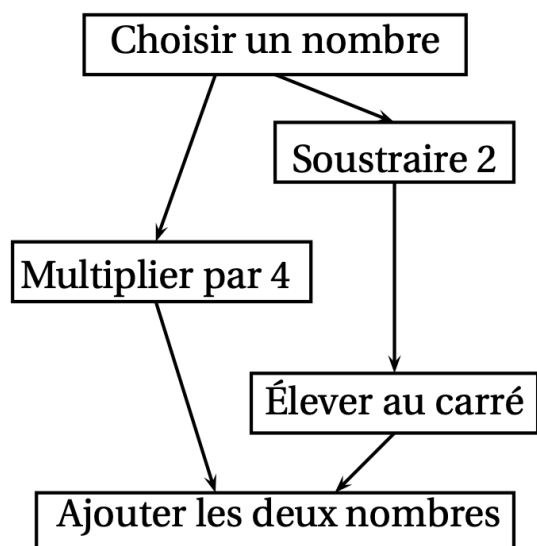 Choisir un nombre
Soustraire 2
Multiplier par 4
Élever au carré
Ajouter les deux nombres